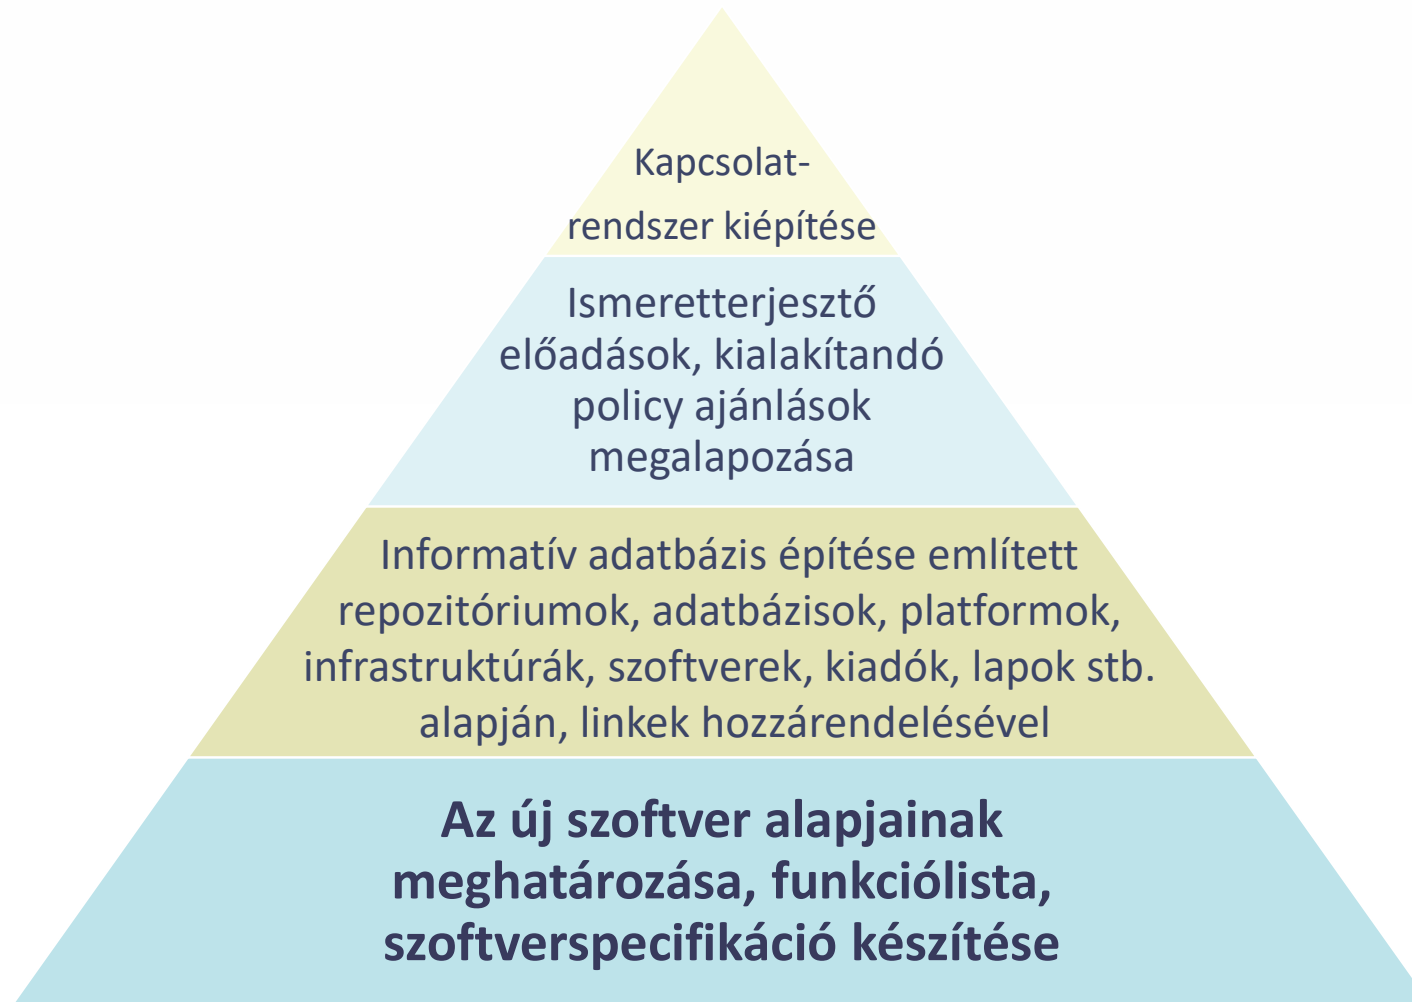 Kapcsolat-
rendszer kiépítése
Ismeretterjesztő
előadások, kialakítandó
policy ajánlások
megalapozása
Informatív adatbázis építése említett
repozitóriumok, adatbázisok, platformok,
infrastruktúrák, szoftverek, kiadók, lapok stb.
alapján, linkek hozzárendelésével
Az új szoftver alapjainak
meghatározása, funkciólista,
szoftverspecifikáció készítése